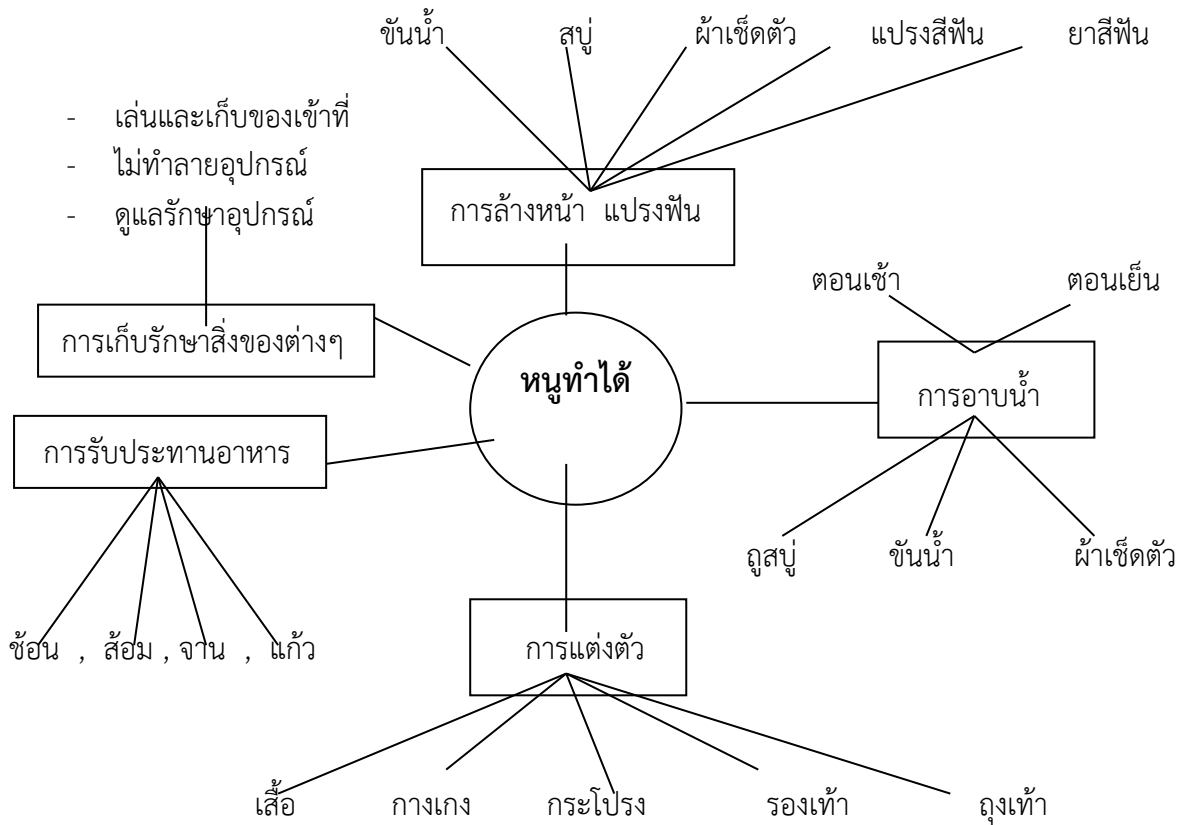 ขันน้ำ สบู่ ผ้าเช็ดตัว แปรงสีฟัน ยาสีฟัน
- เล่นและเก็บของเข้าที่
- ไม่ทำลายอุปกรณ์
- ดูแลรักษาอุปกรณ์
การล้างหน้า แปรงฟัน
ตอนเช้า ตอนเย็น
การเก็บรักษาสิ่งของต่างๆ
หนูทำได้
การอาบน้ำ
การรับประทานอาหาร
ถูสบู่ ขันน้ำ ผ้าเช็ดตัว
ช้อน , ส้อม , จาน , แก้ว
การแต่งตัว
เสื้อ กางเกง กระโปรง รองเท้า ถุงเท้า